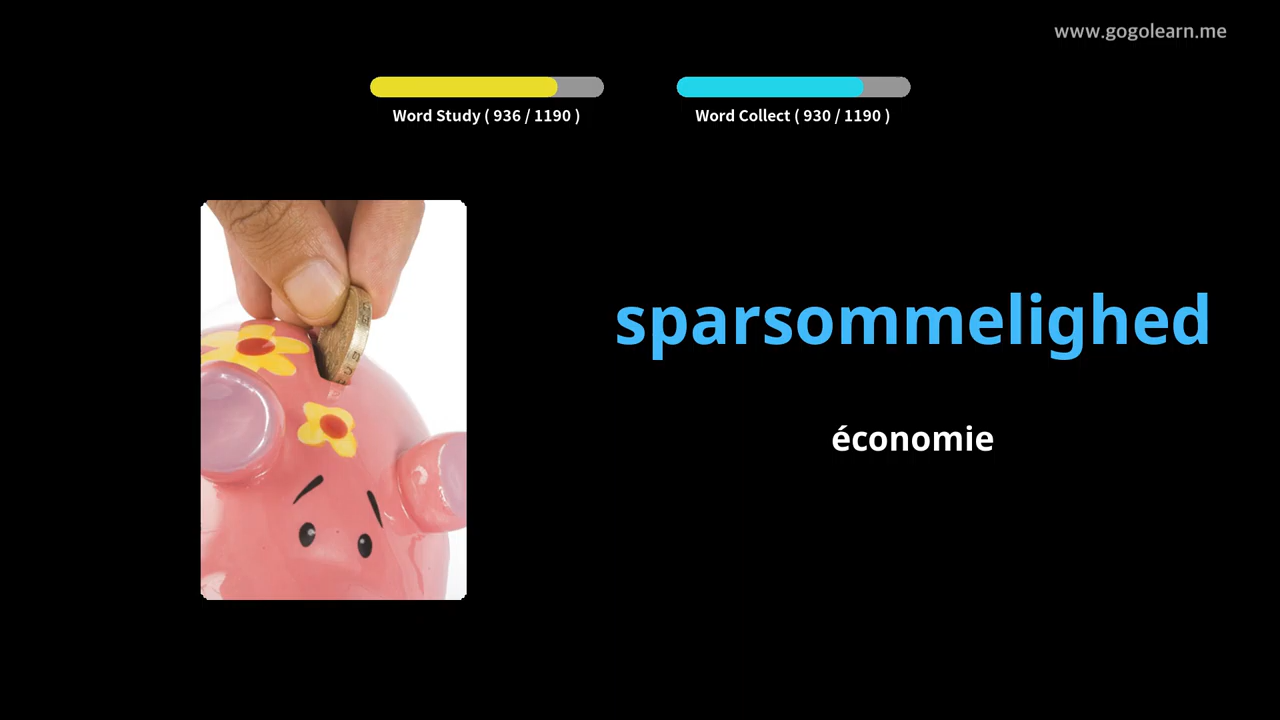 www.gogolearn.me
Word Study ( 936 / 1190 )
Word Collect ( 930 / 1190 )
sparsommelighed
économie